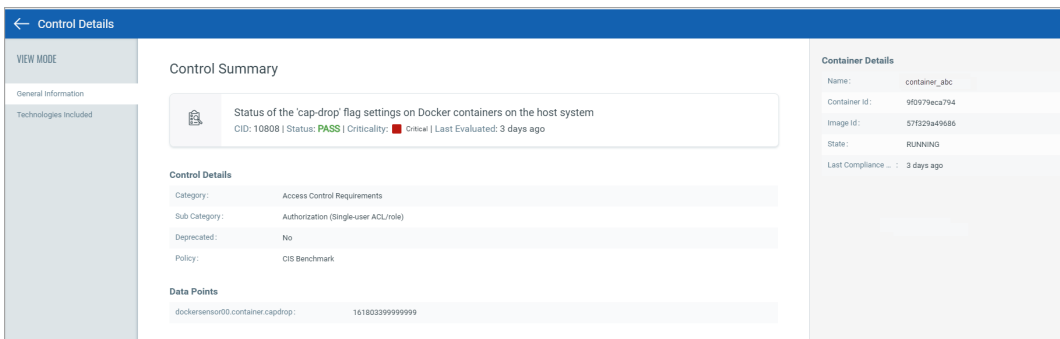 Control Details
VIEW MODE
General Information
Technologies Included
Control Summary
Status of the 'cap-drop' flag settings on Docker containers on the host system
CID: 10808 | Status: PASS | Criticality: Critical | Last Evaluated: 3 days ago
Control Details
Category: Access Control Requirements
Sub Category: Authorization (Single-user ACL/role)
Deprecated: No
Policy: CIS Benchmark
Data Points
dockersensor00.container.capdrop: 161803399999999
Container Details
Name: container_abc
Container Id: 9f0979eca794
Image Id: 57f329a49686
State: RUNNING
Last Compliance ... : 3 days ago